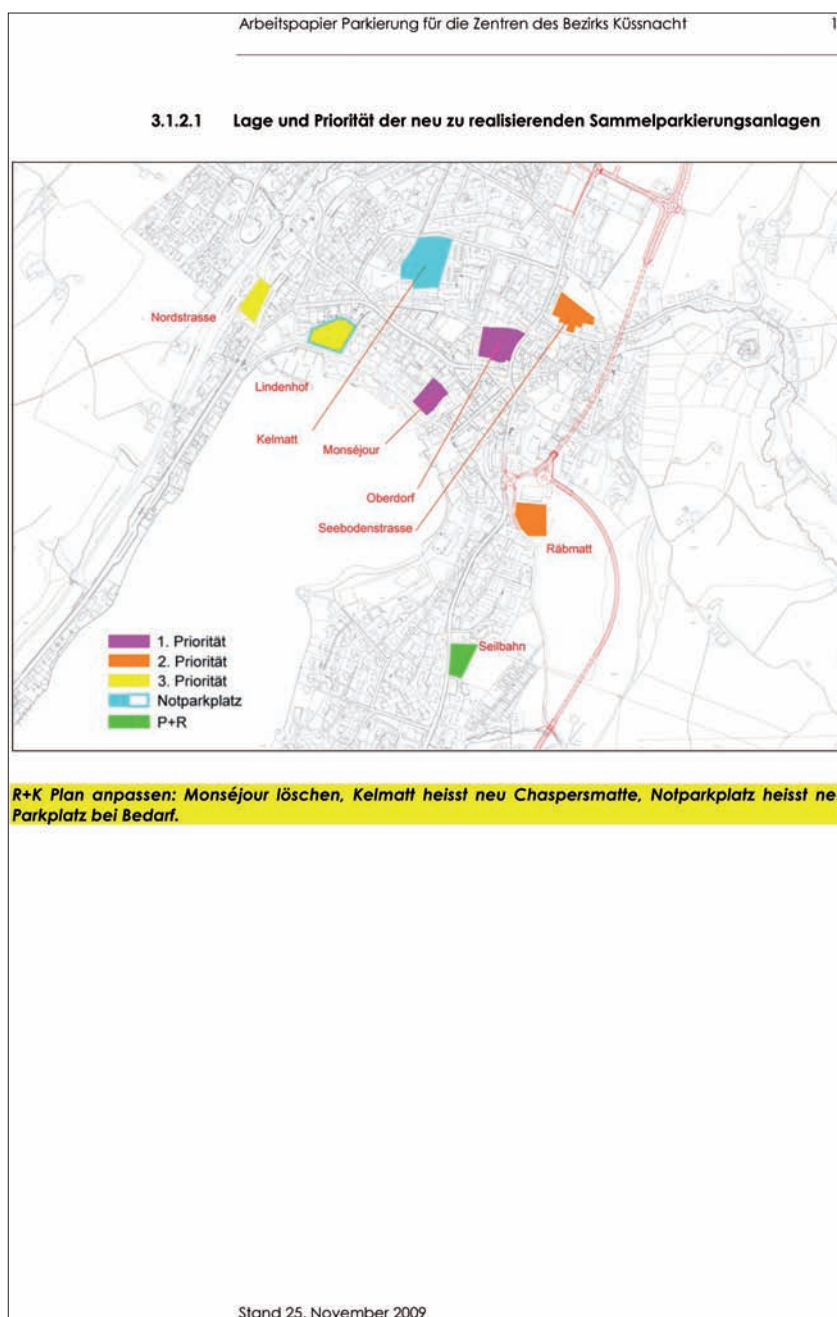 Arbeitspapier Parkierung für die Zentren des Bezirks Küssnacht 1
3.1.2.1 Lage und Priorität der neu zu realisierenden Sammelparkierungsanlagen
Nordstrasse
Lindenhof
Kelmatt
Monséjour
Oberdorf
Seebodenstrasse
Räbmatt
Seilbahn
1. Priorität
2. Priorität
3. Priorität
Notparkplatz
P+R
R+K Plan anpassen: Monséjour löschen, Kelmatt heisst neu Chaspersmatte, Notparkplatz heisst ne
Parkplatz bei Bedarf.
Stand 25. November 2009